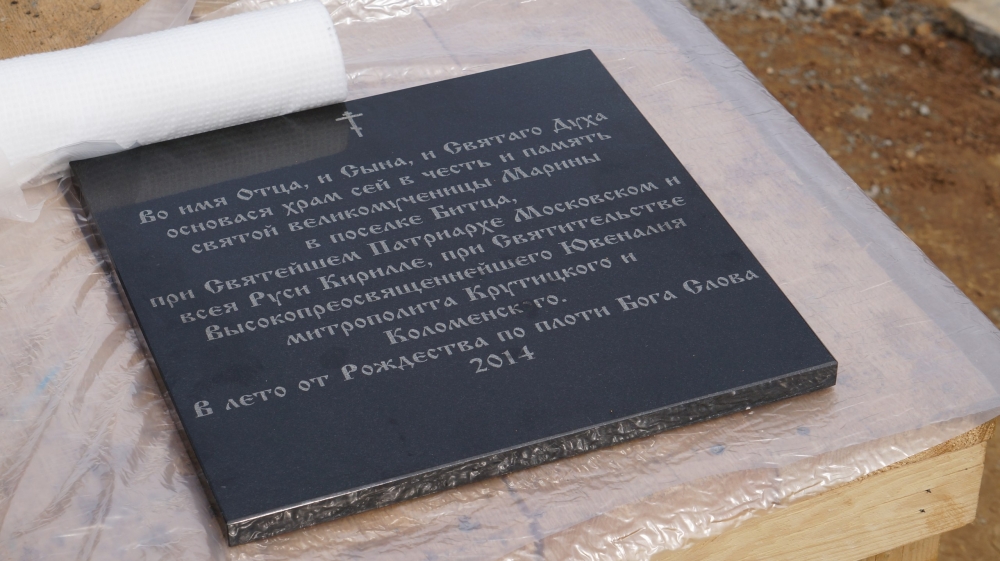 Во имя Отца, и Сына, и Святаго Духа
основася храм сей в честь и память
святой великомученицы Марины
в поселке Битца,
при Святейшем Патриархе Московском и
всея Руси Кирилле, при Святительстве
Высокопреосвященнейшего Ювеналия
митрополита Крутицкого и
Коломенского.
В лето от Рождества по плоти Бога Слова
2014